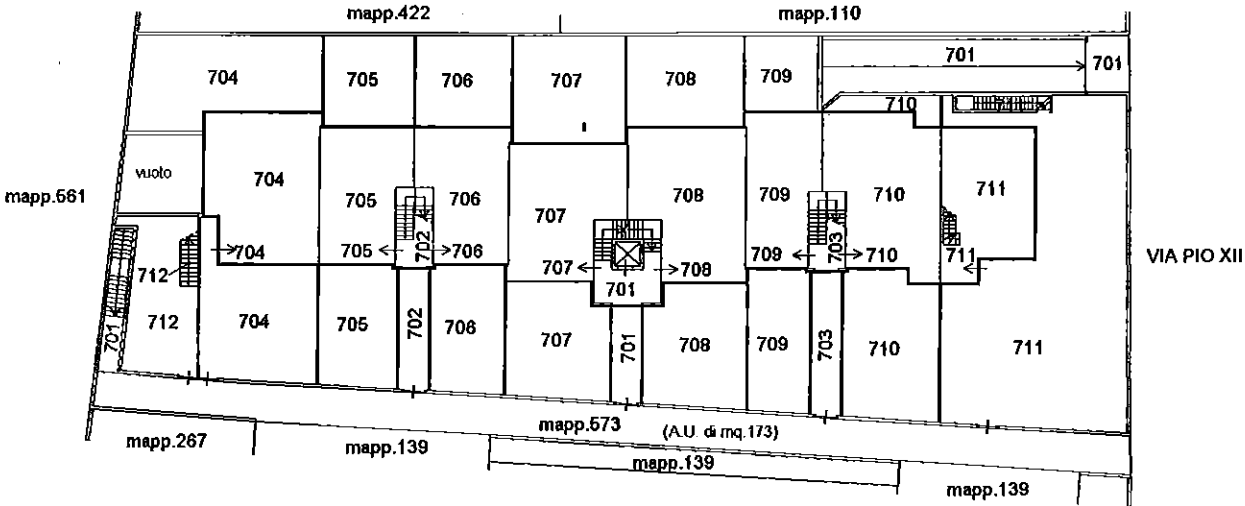 mapp.422 mapp.110
704 705 706 707 708 709 701 701
710
vuoto 704 705 706 707 708 709 710 711
mapp.561
702 703
704 705 706 709 710 711
VIA PIO XII
712 707 708
701
701 712 704 705 702 706 707 701 708 709 703 710 711
mapp.573 (A.U. di mq.173)
mapp.267 mapp.139 mapp.139
mapp.139